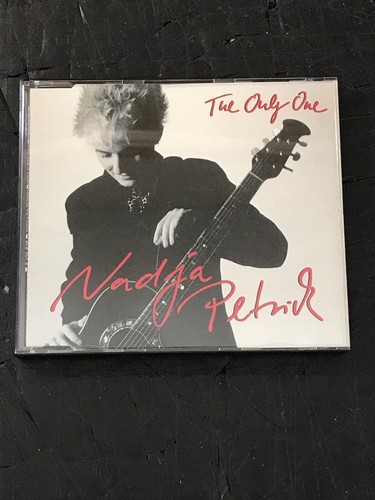 The Only One
Nadja
Petrick